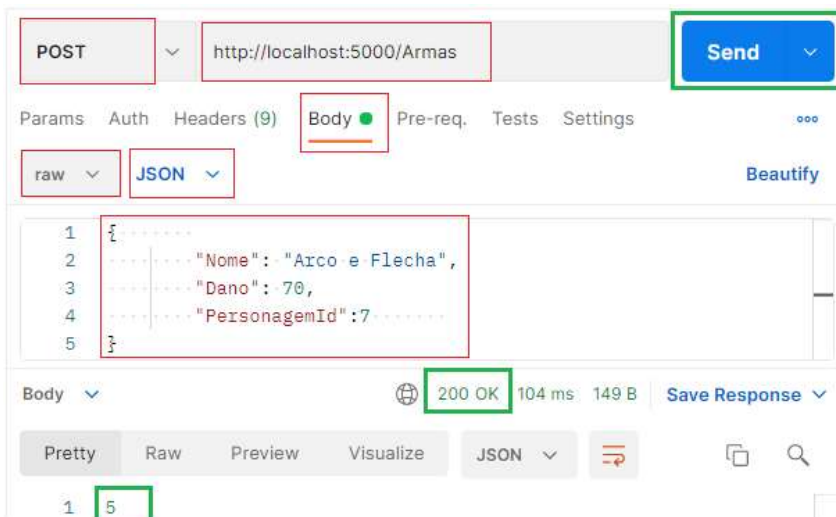 POST http://localhost:5000/Armas Send
Params Auth Headers (9) Body Pre-req. Tests Settings
raw JSON Beautify
1 {
2 "Nome": "Arco e Flecha",
3 "Dano": 70,
4 "PersonagemId":7
5 }
Body 200 OK 104 ms 149 B Save Response
Pretty Raw Preview Visualize JSON
1 5